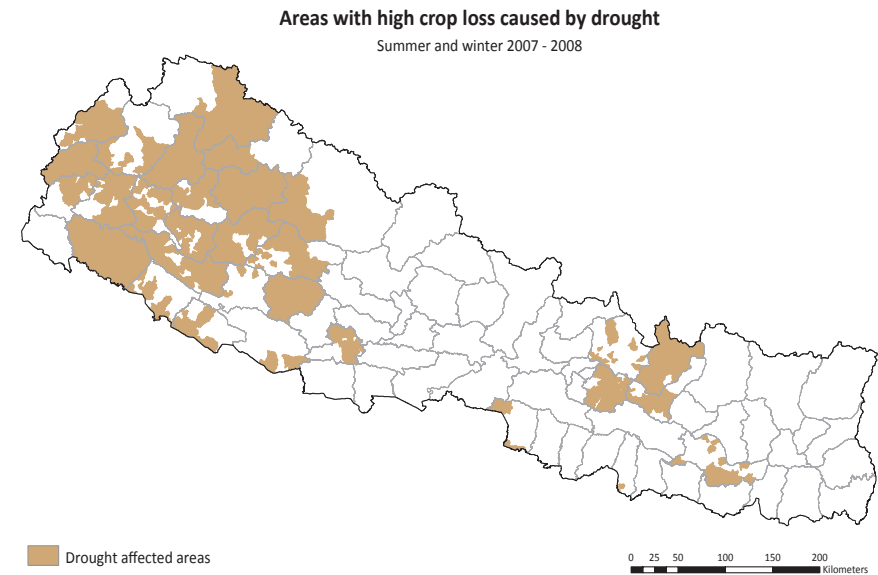 Areas with high crop loss caused by drought
Summer and winter 2007 - 2008
Drought affected areas
0 25 50 100 150 200
Kilometers